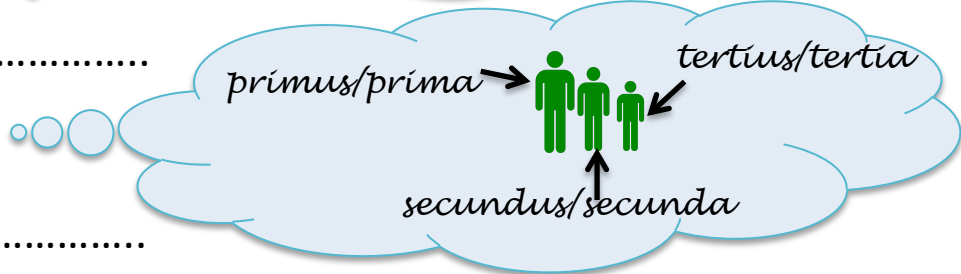 ……………..
primus/prima
tertius/tertia
secundus/secunda
……………..